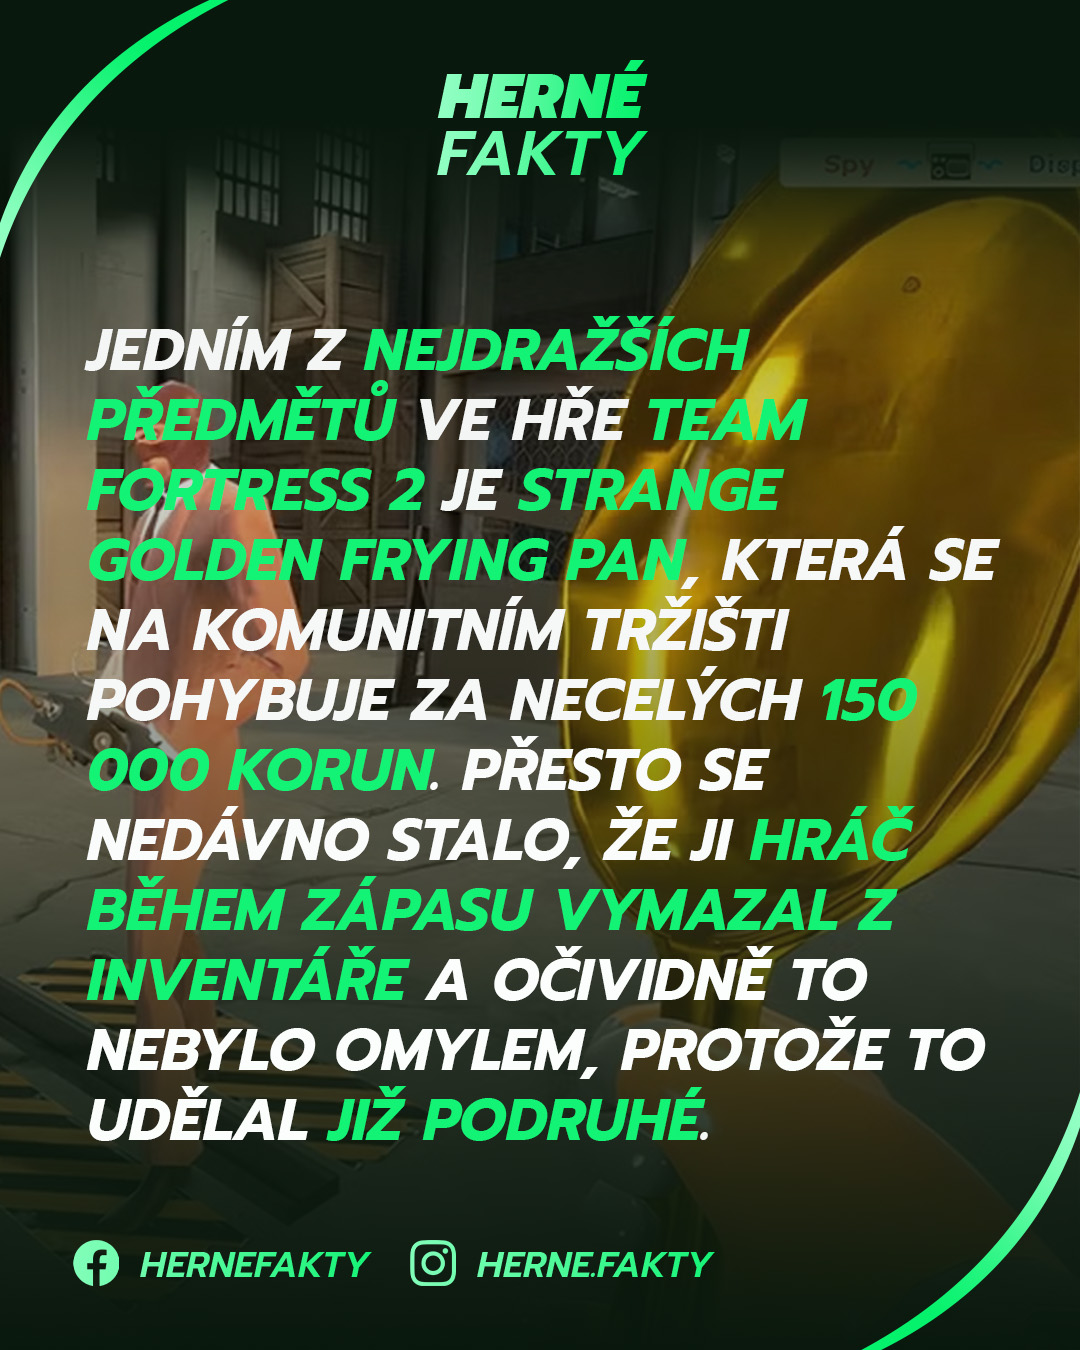 HERNÉ
FAKTY
Spy
Disp
JEDNÍM Z NEJDRAŽŠÍCH
PŘEDMĚTŮ VE HŘE TEAM
FORTRESS 2 JE STRANGE
GOLDEN FRYING PAN, KTERÁ SE
NA KOMUNITNÍM TRŽIŠTI
POHYBUJE ZA NECELÝCH 150
000 KORUN. PŘESTO SE
NEDÁVNO STALO, ŽE JI HRÁČ
BĚHEM ZÁPASU VYMAZAL Z
INVENTÁŘE A OČIVIDNĚ TO
NEBYLO OMYLEM, PROTOŽE TO
UDĚLAL JIŽ PODRUHÉ.
HERNEFAKTY HERNE.FAKTY